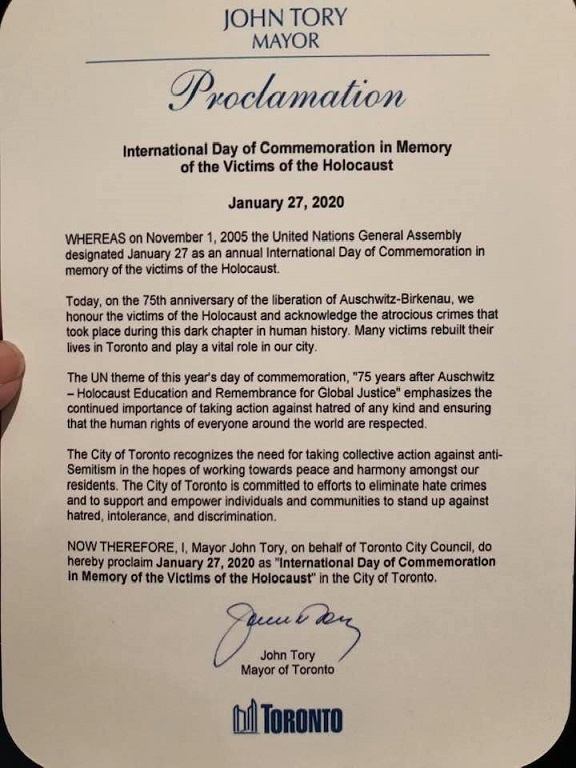 JOHN TORY
MAYOR
Proclamation
International Day of Commemoration in Memory
of the Victims of the Holocaust
January 27, 2020
WHEREAS on November 1, 2005 the United Nations General Assembly
designated January 27 as an annual International Day of Commemoration in
memory of the victims of the Holocaust.
Today, on the 75th anniversary of the liberation of Auschwitz-Birkenau, we
honour the victims of the Holocaust and acknowledge the atrocious crimes that
took place during this dark chapter in human history. Many victims rebuilt their
lives in Toronto and play a vital role in our city.
The UN theme of this year's day of commemoration, "75 years after Auschwitz
– Holocaust Education and Remembrance for Global Justice" emphasizes the
continued importance of taking action against hatred of any kind and ensuring
that the human rights of everyone around the world are respected.
The City of Toronto recognizes the need for taking collective action against anti-
Semitism in the hopes of working towards peace and harmony amongst our
residents. The City of Toronto is committed to efforts to eliminate hate crimes
and to support and empower individuals and communities to stand up against
hatred, intolerance, and discrimination.
NOW THEREFORE, I, Mayor John Tory, on behalf of Toronto City Council, do
hereby proclaim January 27, 2020 as "International Day of Commemoration
in Memory of the Victims of the Holocaust" in the City of Toronto.
John Tory
John Tory
Mayor of Toronto
TORONTO